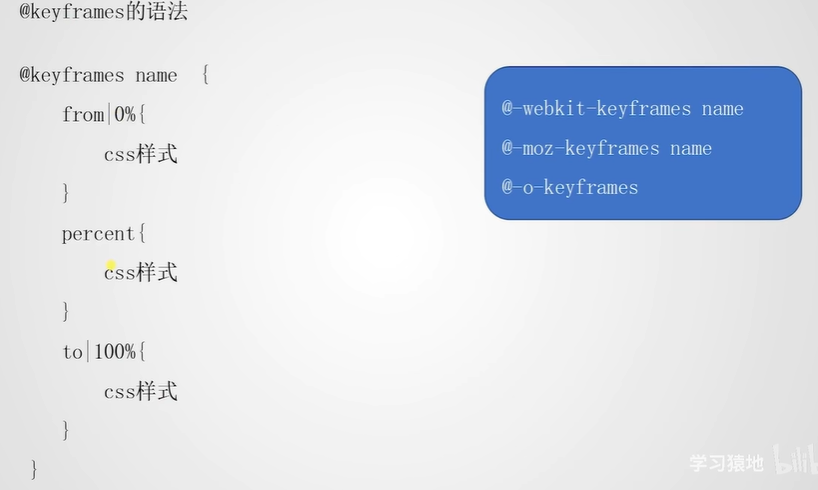 @keyframes的语法
@keyframes name {
from|0%{
css样式
}
percent{
css样式
}
to|100%{
css样式
}
}
@-webkit-keyframes name
@-moz-keyframes name
@-o-keyframes
学习猿地